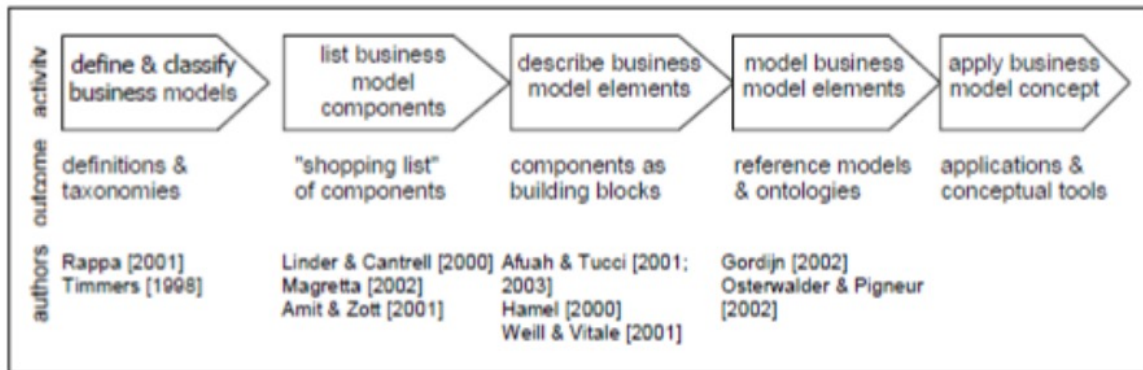 activity
define & classify
business models
list business
model
components
describe business
model elements
model business
model elements
apply business
model concept
outcome
definitions &
taxonomies
"shopping list"
of components
components as
building blocks
reference models
& ontologies
applications &
conceptual tools
authors
Rappa [2001]
Timmers [1998]
Linder & Cantrell [2000]
Magretta [2002]
Amit & Zott [2001]
Afuah & Tucci [2001;
2003]
Hamel [2000]
Weill & Vitale [2001]
Gordijn [2002]
Osterwalder & Pigneur
[2002]